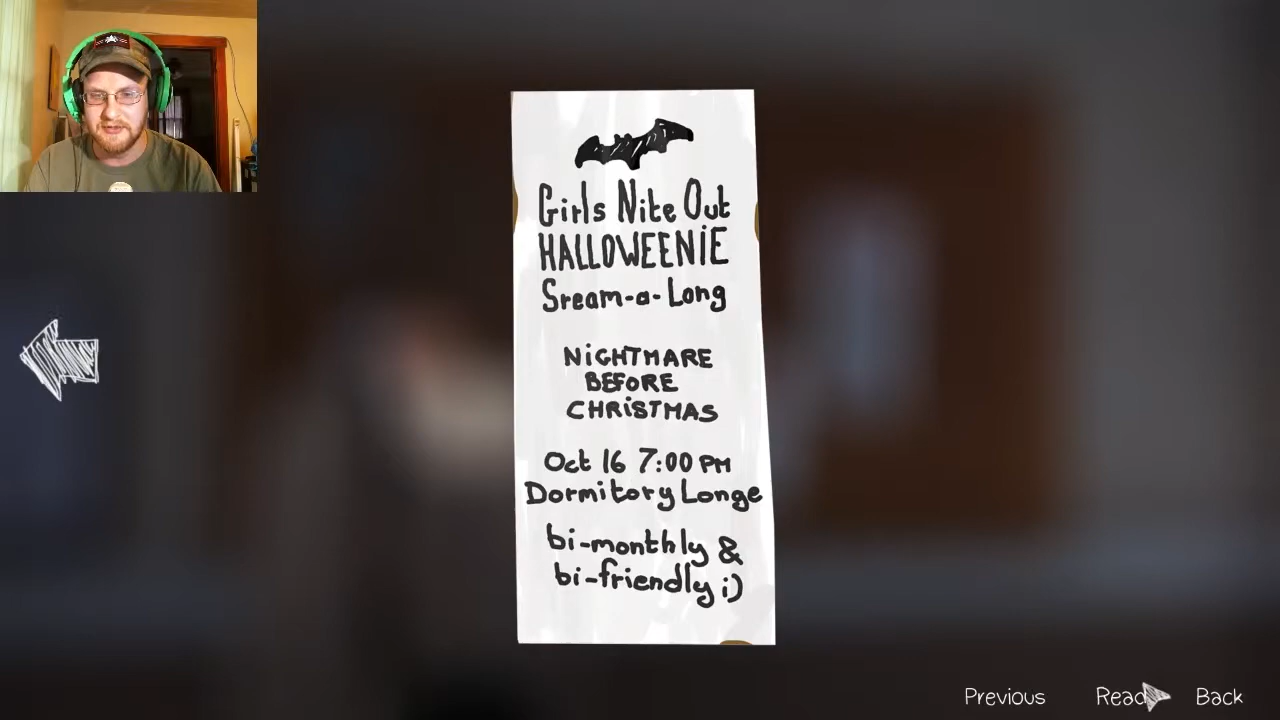 Girls Nite Out
HALLOWEENIE
Sream-a-Long
NIGHTMARE
BEFORE
CHRISTMAS
Oct 16 7:00 PM
Dormitory Longe
bi-monthly &
bi-friendly ;)
Previous
Read
Back